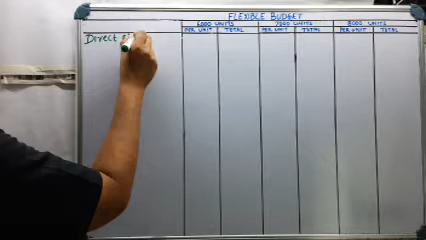 FLEXIBLE BUDGET
6000 UNITS 7000 UNITS 8000 UNITS
PER UNIT TOTAL PER UNIT TOTAL PER UNIT TOTAL
Direct